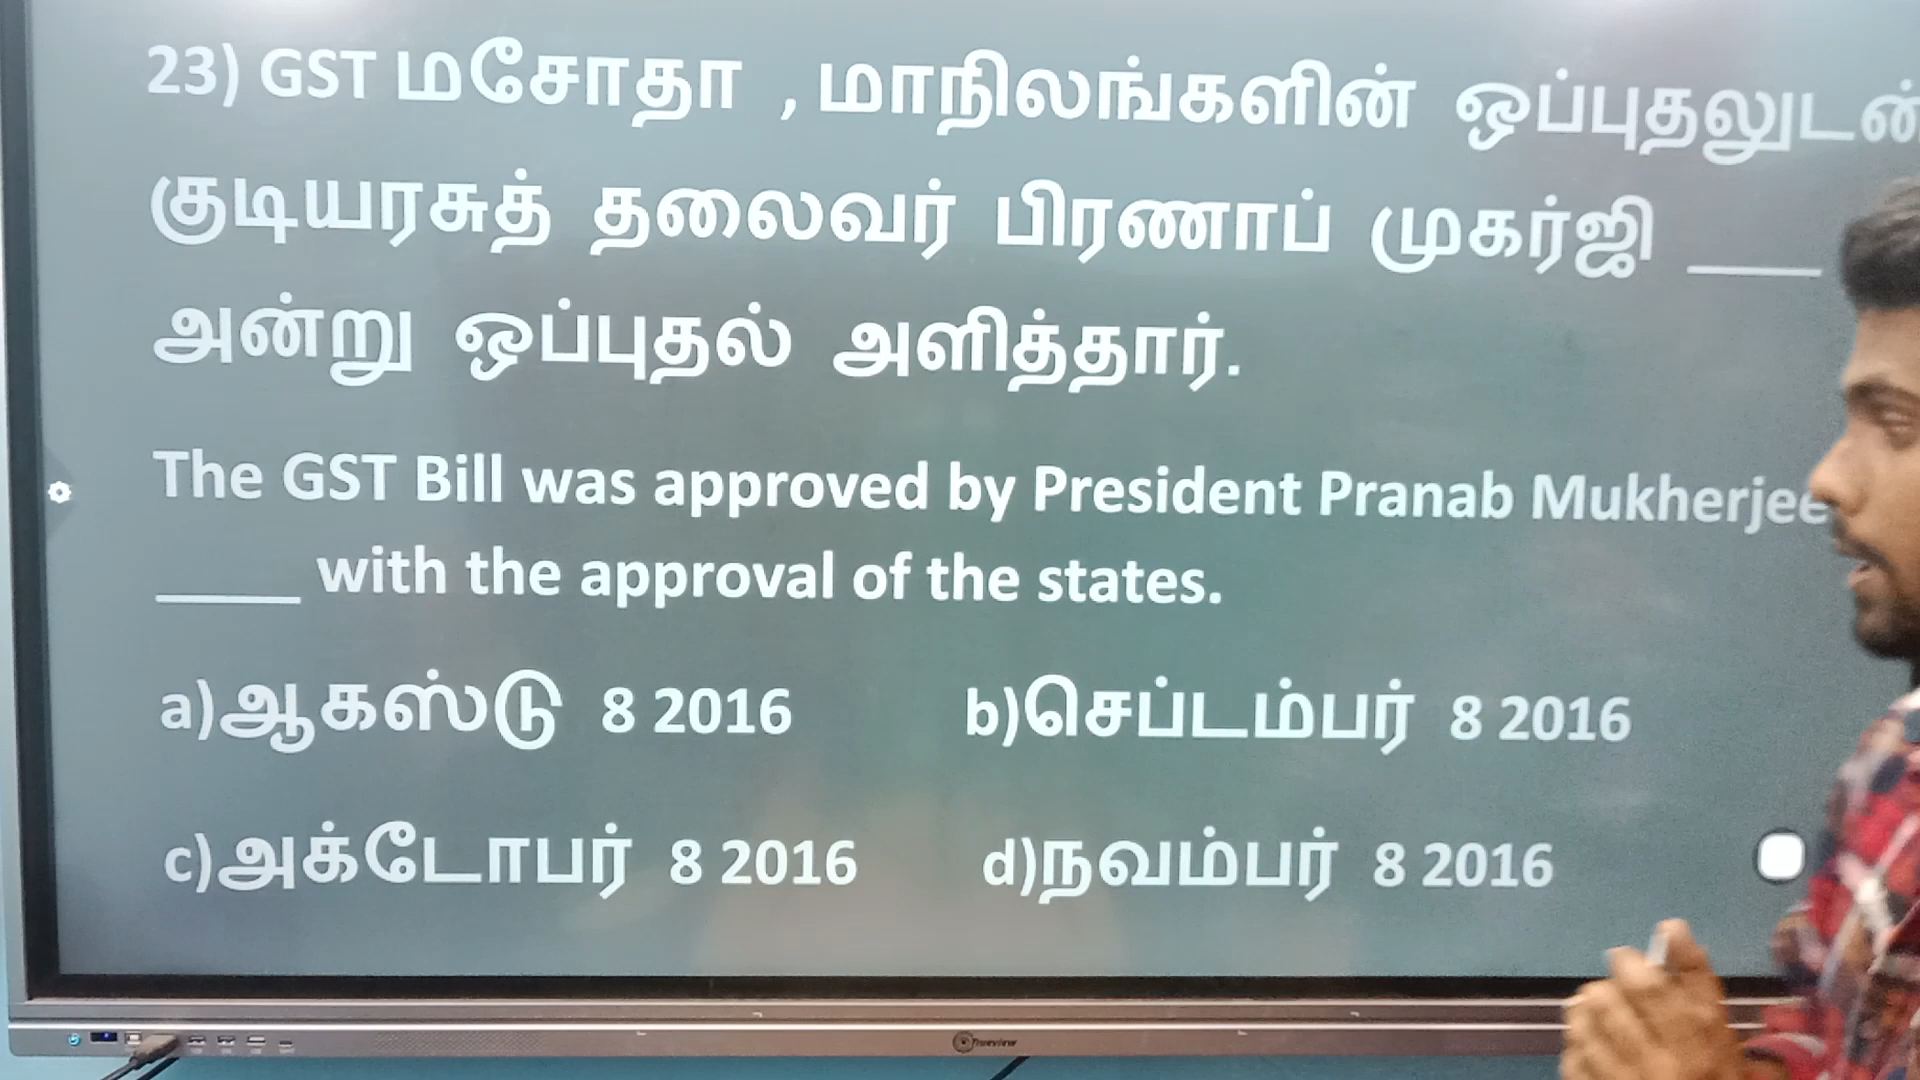 23) GST மசோதா , மாநிலங்களின் ஒப்புதலுடன்
குடியரசுத் தலைவர் பிரணாப் முகர்ஜி _____
அன்று ஒப்புதல் அளித்தார்.
The GST Bill was approved by President Pranab Mukherjee
_____ with the approval of the states.
a)ஆகஸ்டு 8 2016 b)செப்டம்பர் 8 2016
c)அக்டோபர் 8 2016 d)நவம்பர் 8 2016
Trueview